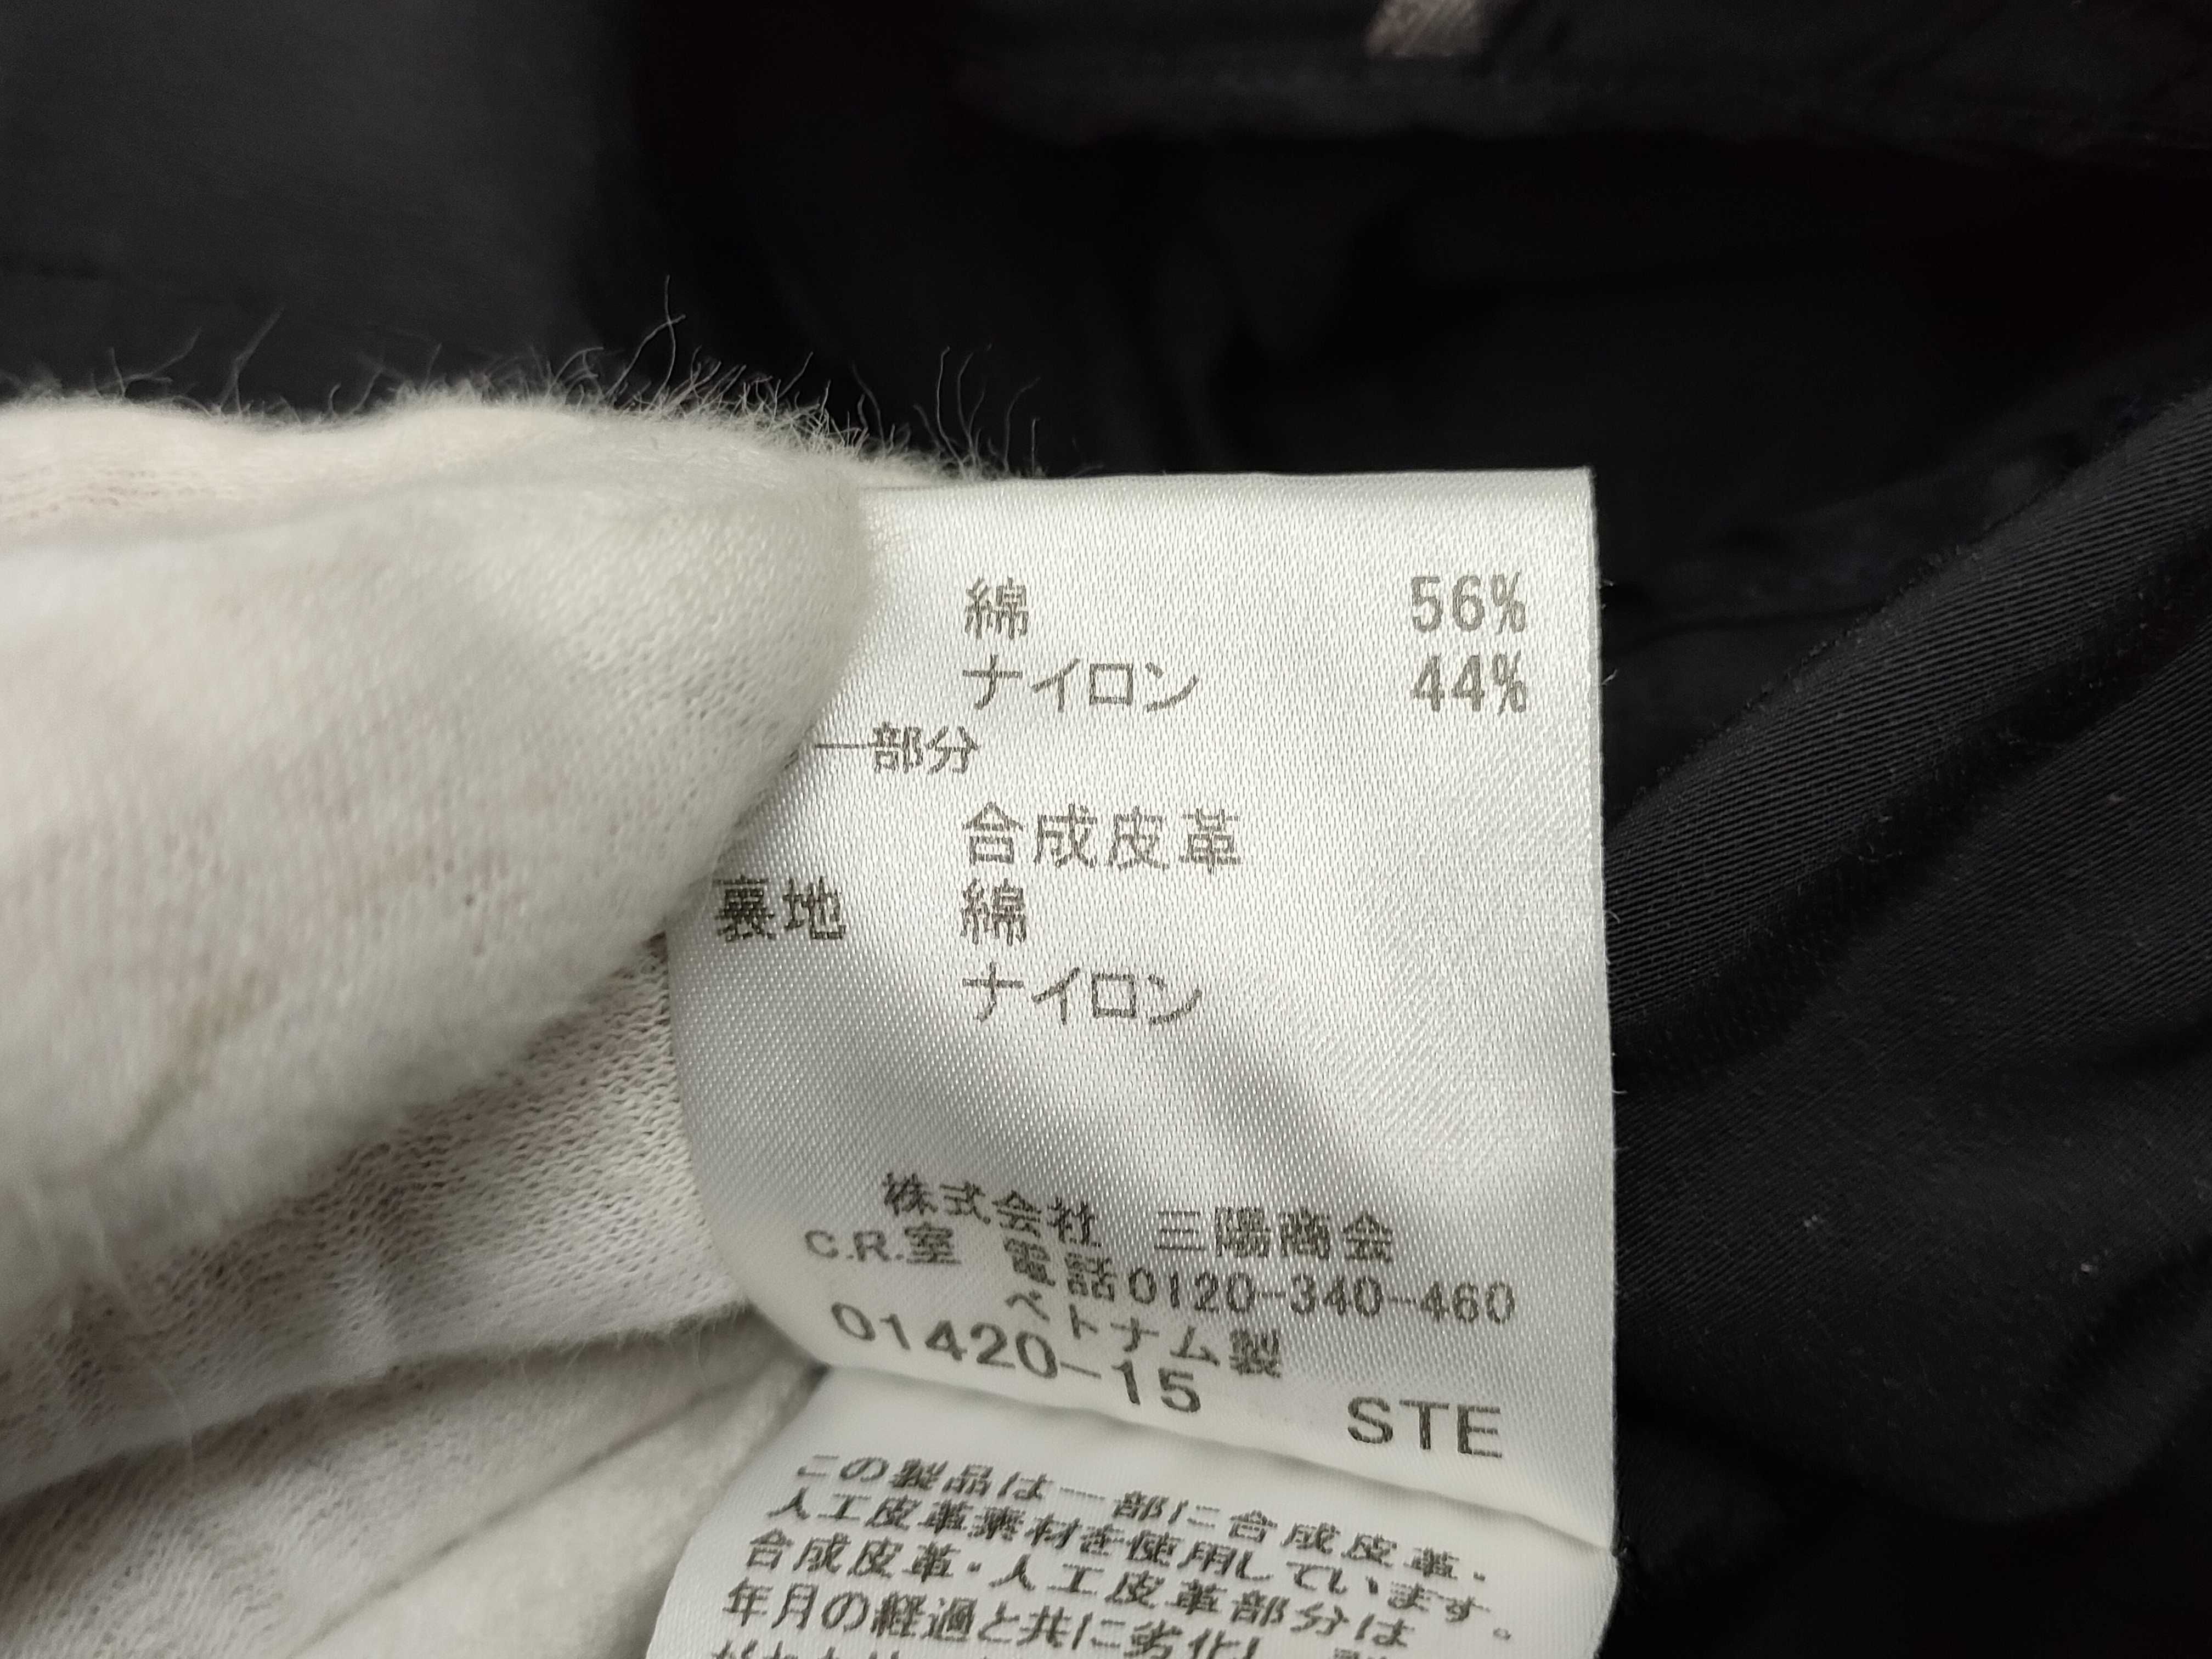 綿 56%
ナイロン 44%
一部分
合成皮革
裏地 綿
ナイロン
株式会社 三陽商会
C.R.室 電話0120-340-460
ベトナム製
01420-15 STE
この製品は一部に合成皮革・
人工皮革素材を使用しています。
合成皮革・人工皮革部分は
年月の経過と共に劣化し